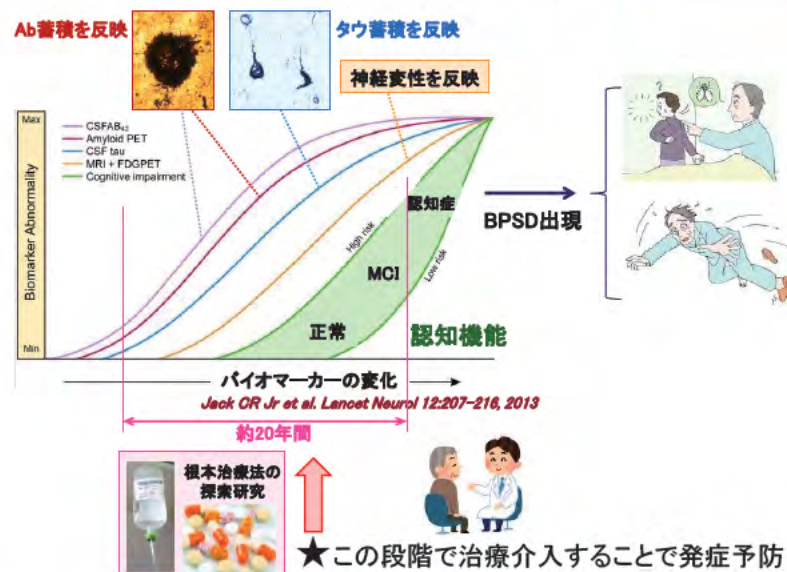 Ab蓄積を反映
タウ蓄積を反映
神経変性を反映
Max
CSFAB42
Amyloid PET
CSF tau
MRI + FDGPET
Cognitive impairment
Biomarker Abnormality
High risk
Low risk
認知症
MCI
正常
認知機能
Min
BPSD出現
?
バイオマーカーの変化
Jack CR Jr et al. Lancet Neurol 12:207-216, 2013
約20年間
根本治療法の
探索研究
★この段階で治療介入することで発症予防